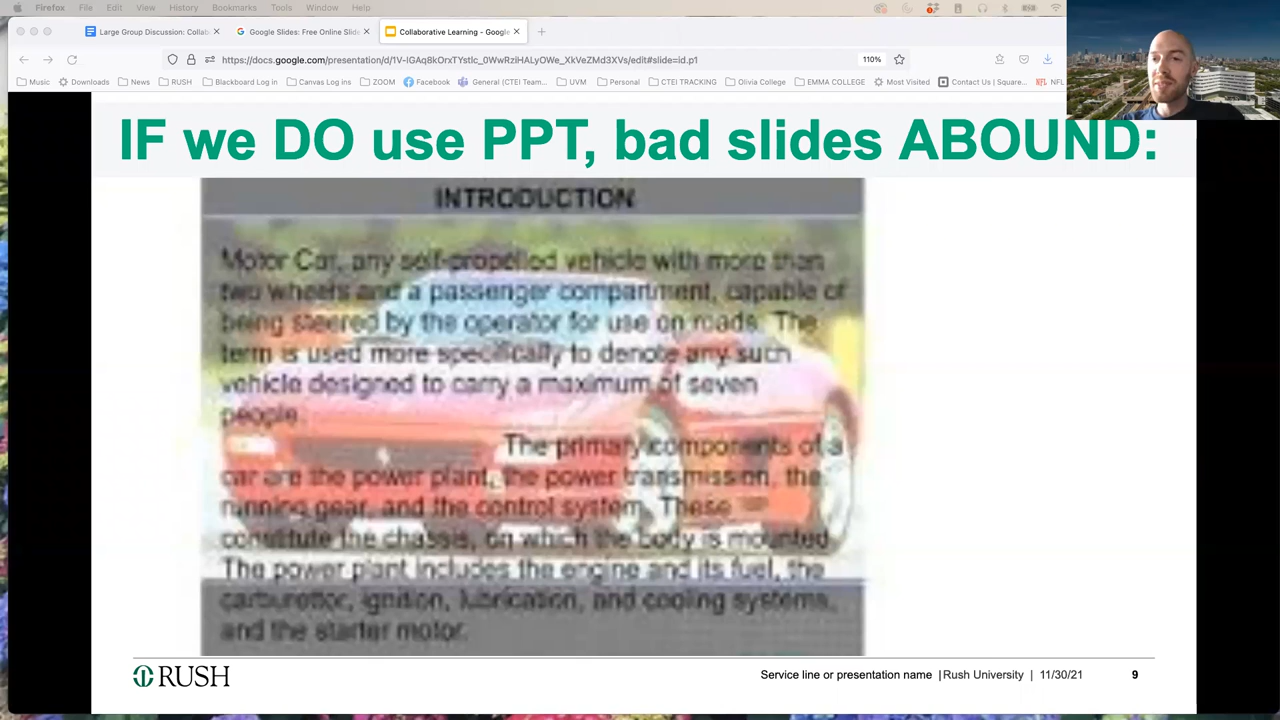 Firefox File Edit View History Bookmarks Tools Window Help
Large Group Discussion: Collab
Google Slides: Free Online Slide
Collaborative Learning - Google
110%
Music Downloads News RUSH Blackboard Log in Canvas Log ins ZOOM Facebook General (CTEI Team... UVM Personal CTEI TRACKING Olivia College EMMA COLLEGE Most Visited Contact Us | Square... NFL
IF we DO use PPT, bad slides ABOUND:
INTRODUCTION
Motor Car, any self-propelled vehicle with more than
two wheels and a passenger compartment, capable of
being steered by the operator for use on roads. The
term is used more specifically to denote any such
vehicle designed to carry a maximum of seven
people.
The primary components of a
car are the power plant, the power transmission, the
running gear, and the control system. These
constitute the chassis, on which the body is mounted.
The power plant includes the engine and its fuel, the
carburettor, ignition, lubrication, and cooling systems,
and the starter motor.
RUSH
Service line or presentation name | Rush University | 11/30/21 9